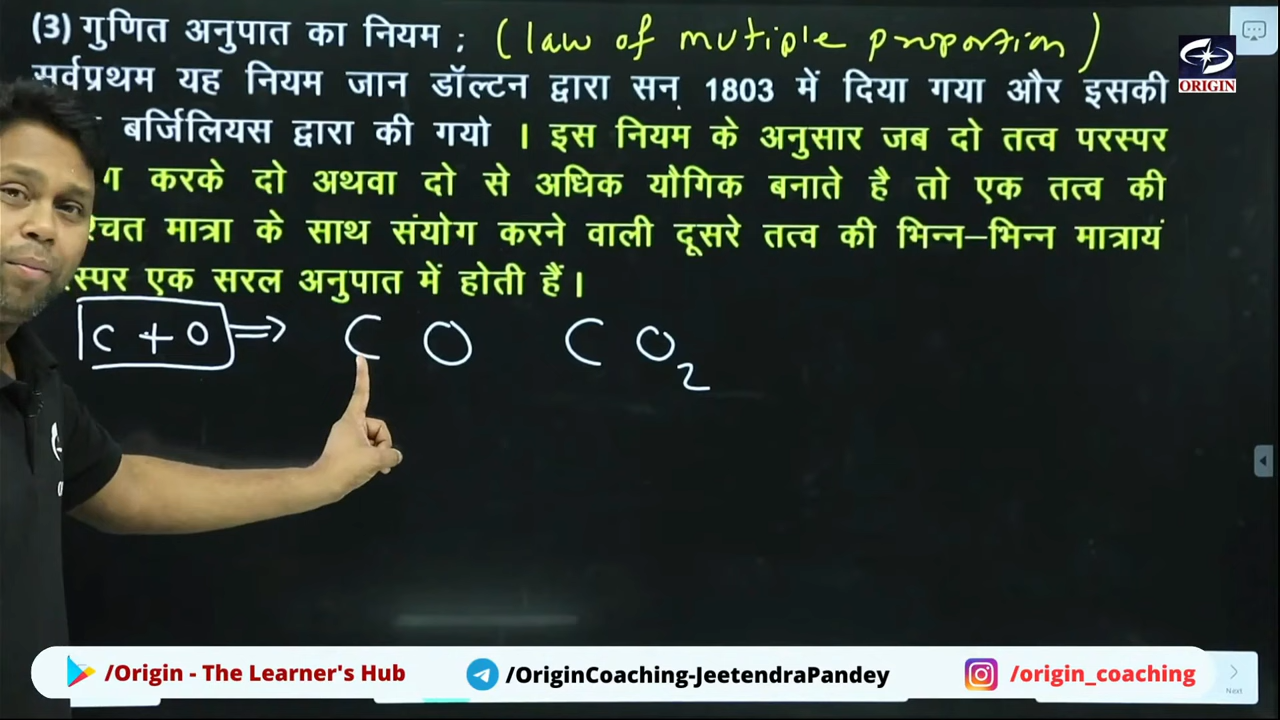 (3) गुणित अनुपात का नियम ; (law of mutiple proportion)
सर्वप्रथम यह नियम जान डॉल्टन द्वारा सन् 1803 में दिया गया और इसकी
बर्जिलियस द्वारा की गयो । इस नियम के अनुसार जब दो तत्व परस्पर
करके दो अथवा दो से अधिक यौगिक बनाते है तो एक तत्व की
मात्रा के साथ संयोग करने वाली दूसरे तत्व की भिन्न–भिन्न मात्रायं
एक सरल अनुपात में होती हैं ।
C + O ⇒ CO CO2
ORIGIN
/Origin - The Learner's Hub
/OriginCoaching-JeetendraPandey
/origin_coaching
Next